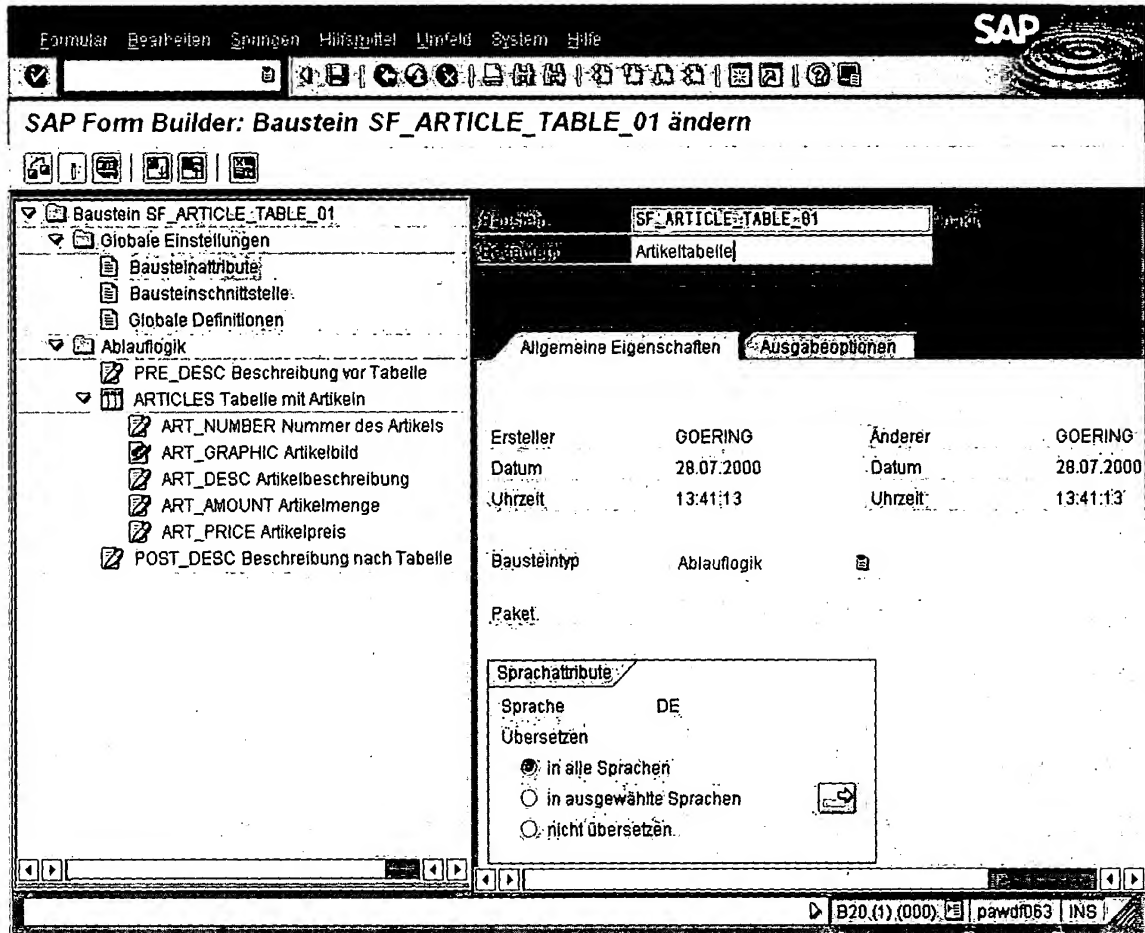 SAP
Formular Bearbeiten Springen Hilfsmittel Umfeld System Hilfe
SAP Form Builder: Baustein SF_ARTICLE_TABLE_01 ändern
Baustein SF_ARTICLE_TABLE_01
Globale Einstellungen
Bausteinattribute
Bausteinschnittstelle
Globale Definitionen
Ablauflogik
PRE_DESC Beschreibung vor Tabelle
ARTICLES Tabelle mit Artikeln
ART_NUMBER Nummer des Artikels
ART_GRAPHIC Artikelbild
ART_DESC Artikelbeschreibung
ART_AMOUNT Artikelmenge
ART_PRICE Artikelpreis
POST_DESC Beschreibung nach Tabelle
Baustein SF_ARTICLE_TABLE_01
Artikeltabelle
Allgemeine Eigenschaften Ausgabeoptionen
Ersteller GOERING Änderer GOERING
Datum 28.07.2000 Datum 28.07.2000
Uhrzeit 13:41:13 Uhrzeit 13:41:13
Bausteintyp Ablauflogik
Paket
Sprachattribute
Sprache DE
Übersetzen
in alle Sprachen
in ausgewählte Sprachen
nicht übersetzen
B20 (1) (000) pawdf063 INS